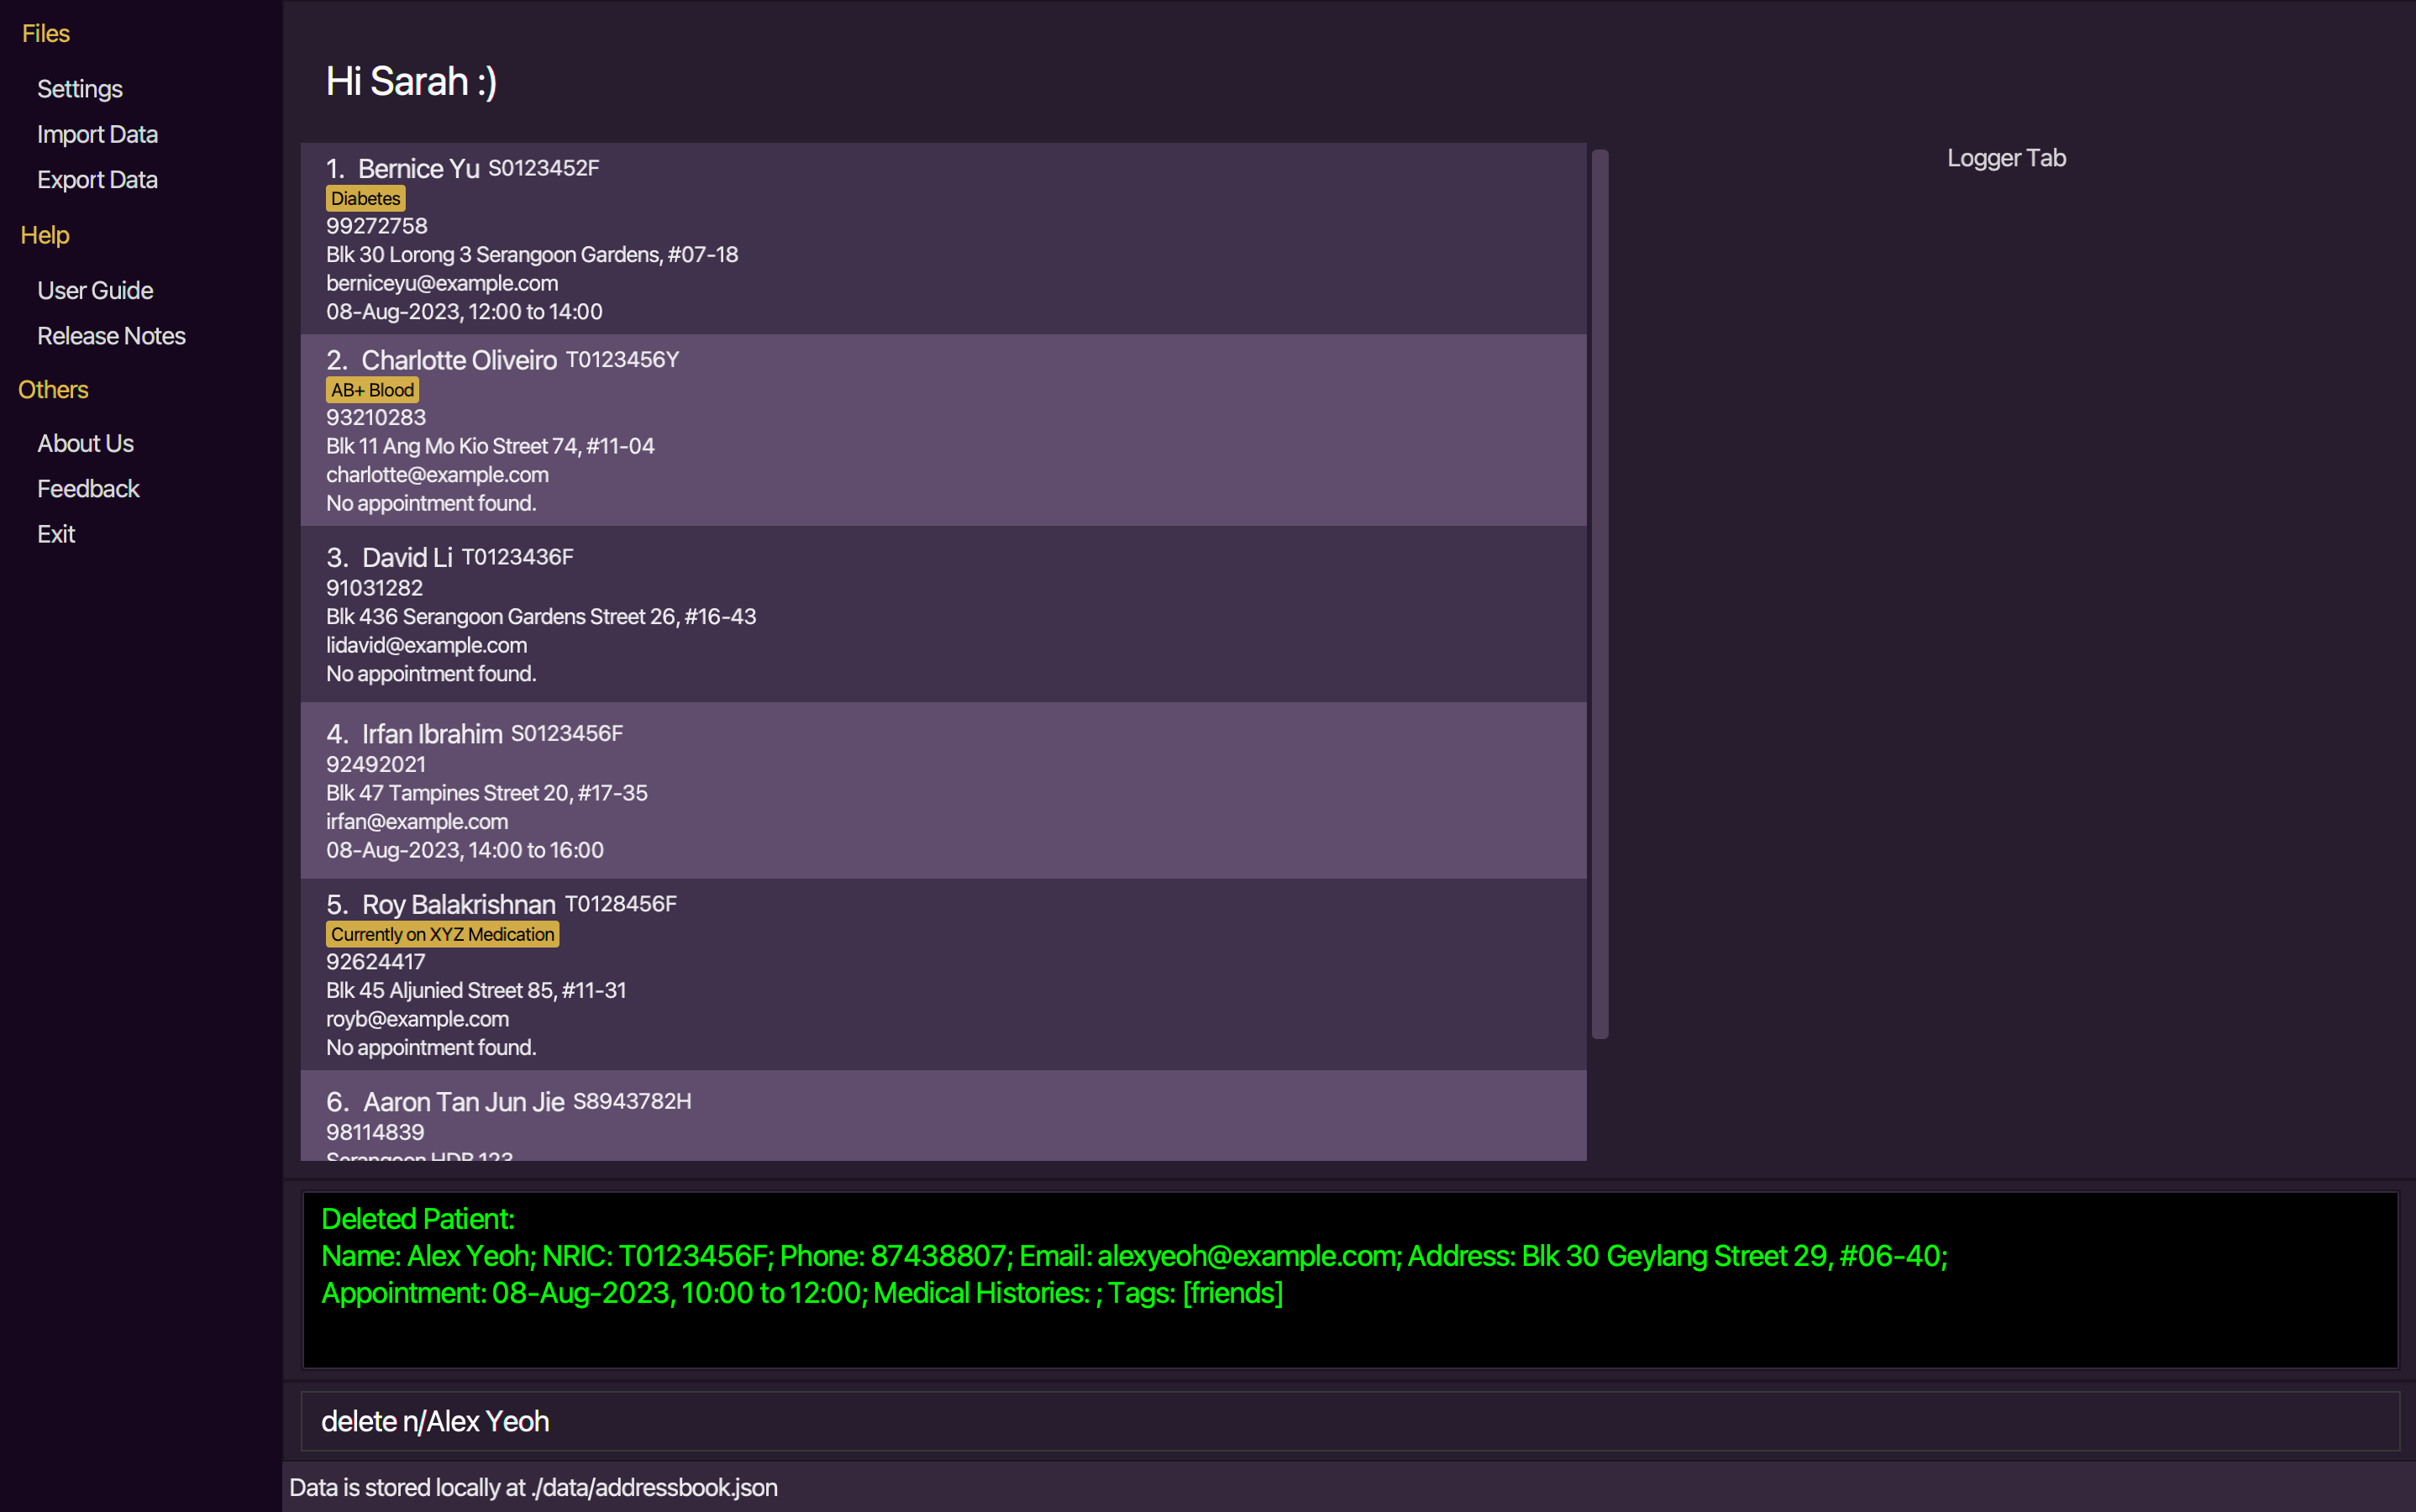 Files
Settings
Import Data
Export Data
Help
User Guide
Release Notes
Others
About Us
Feedback
Exit
Hi Sarah :)
1. Bernice Yu S0123452F
Diabetes
99272758
Blk 30 Lorong 3 Serangoon Gardens, #07-18
berniceyu@example.com
08-Aug-2023, 12:00 to 14:00
2. Charlotte Oliveiro T0123456Y
AB+ Blood
93210283
Blk 11 Ang Mo Kio Street 74, #11-04
charlotte@example.com
No appointment found.
3. David Li T0123436F
91031282
Blk 436 Serangoon Gardens Street 26, #16-43
lidavid@example.com
No appointment found.
4. Irfan Ibrahim S0123456F
92492021
Blk 47 Tampines Street 20, #17-35
irfan@example.com
08-Aug-2023, 14:00 to 16:00
5. Roy Balakrishnan T0128456F
Currently on XYZ Medication
92624417
Blk 45 Aljunied Street 85, #11-31
royb@example.com
No appointment found.
6. Aaron Tan Jun Jie S8943782H
98114839
Serangoon HDB 123
Logger Tab
Deleted Patient:
Name: Alex Yeoh; NRIC: T0123456F; Phone: 87438807; Email: alexyeoh@example.com; Address: Blk 30 Geylang Street 29, #06-40;
Appointment: 08-Aug-2023, 10:00 to 12:00; Medical Histories: ; Tags: [friends]
delete n/Alex Yeoh
Data is stored locally at ./data/addressbook.json